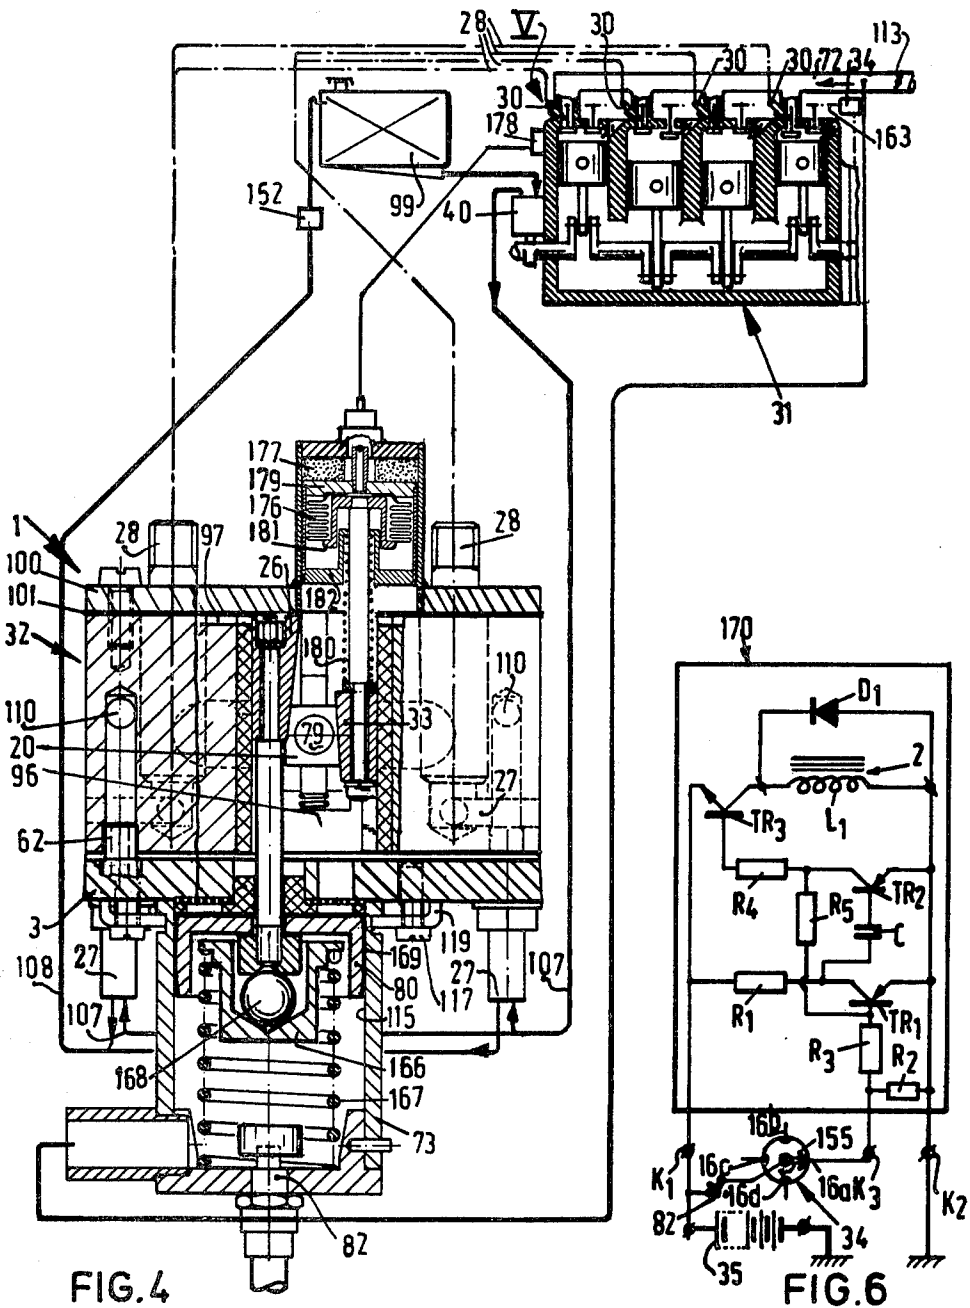 28 V 30 30 30 72 34 113
30
178
163
99
152
40
31
177
179
176
181
1
28 97 28
100 26
101 182
32
180
110 110
33
79
20
96
27
62
3
119
169
108 27 27 107
80 117
107 115
168 166
167
73
82
FIG.4
170
D1
2
L1
TR3
R4 TR2
R5 C
R1 TR1
R3 R2
16b 155
K1 16c 16a K3
16d K2
82
35 34
FIG.6